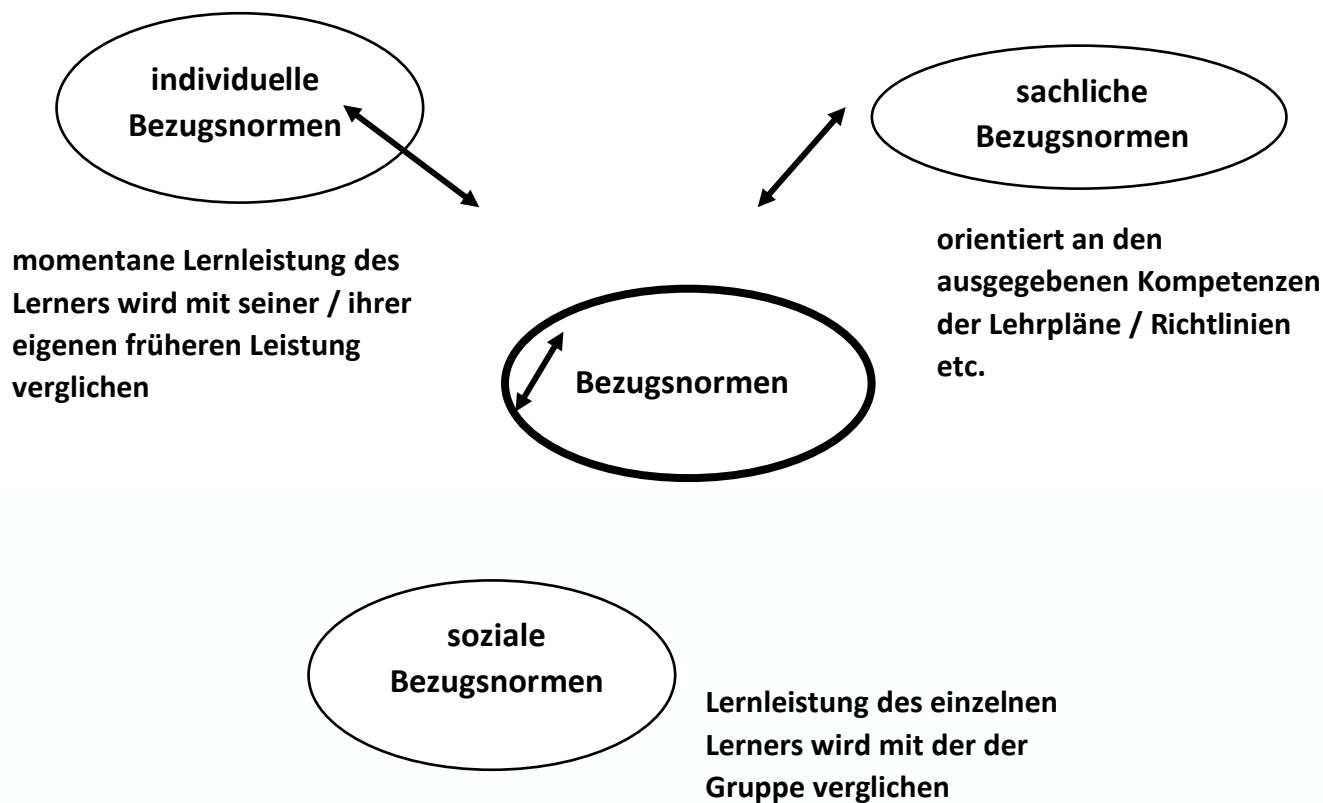 individuelle
Bezugsnormen
sachliche
Bezugsnormen
momentane Lernleistung des
Lerners wird mit seiner / ihrer
eigenen früheren Leistung
verglichen
orientiert an den
ausgegebenen Kompetenzen
der Lehrpläne / Richtlinien
etc.
Bezugsnormen
soziale
Bezugsnormen
Lernleistung des einzelnen
Lerners wird mit der der
Gruppe verglichen